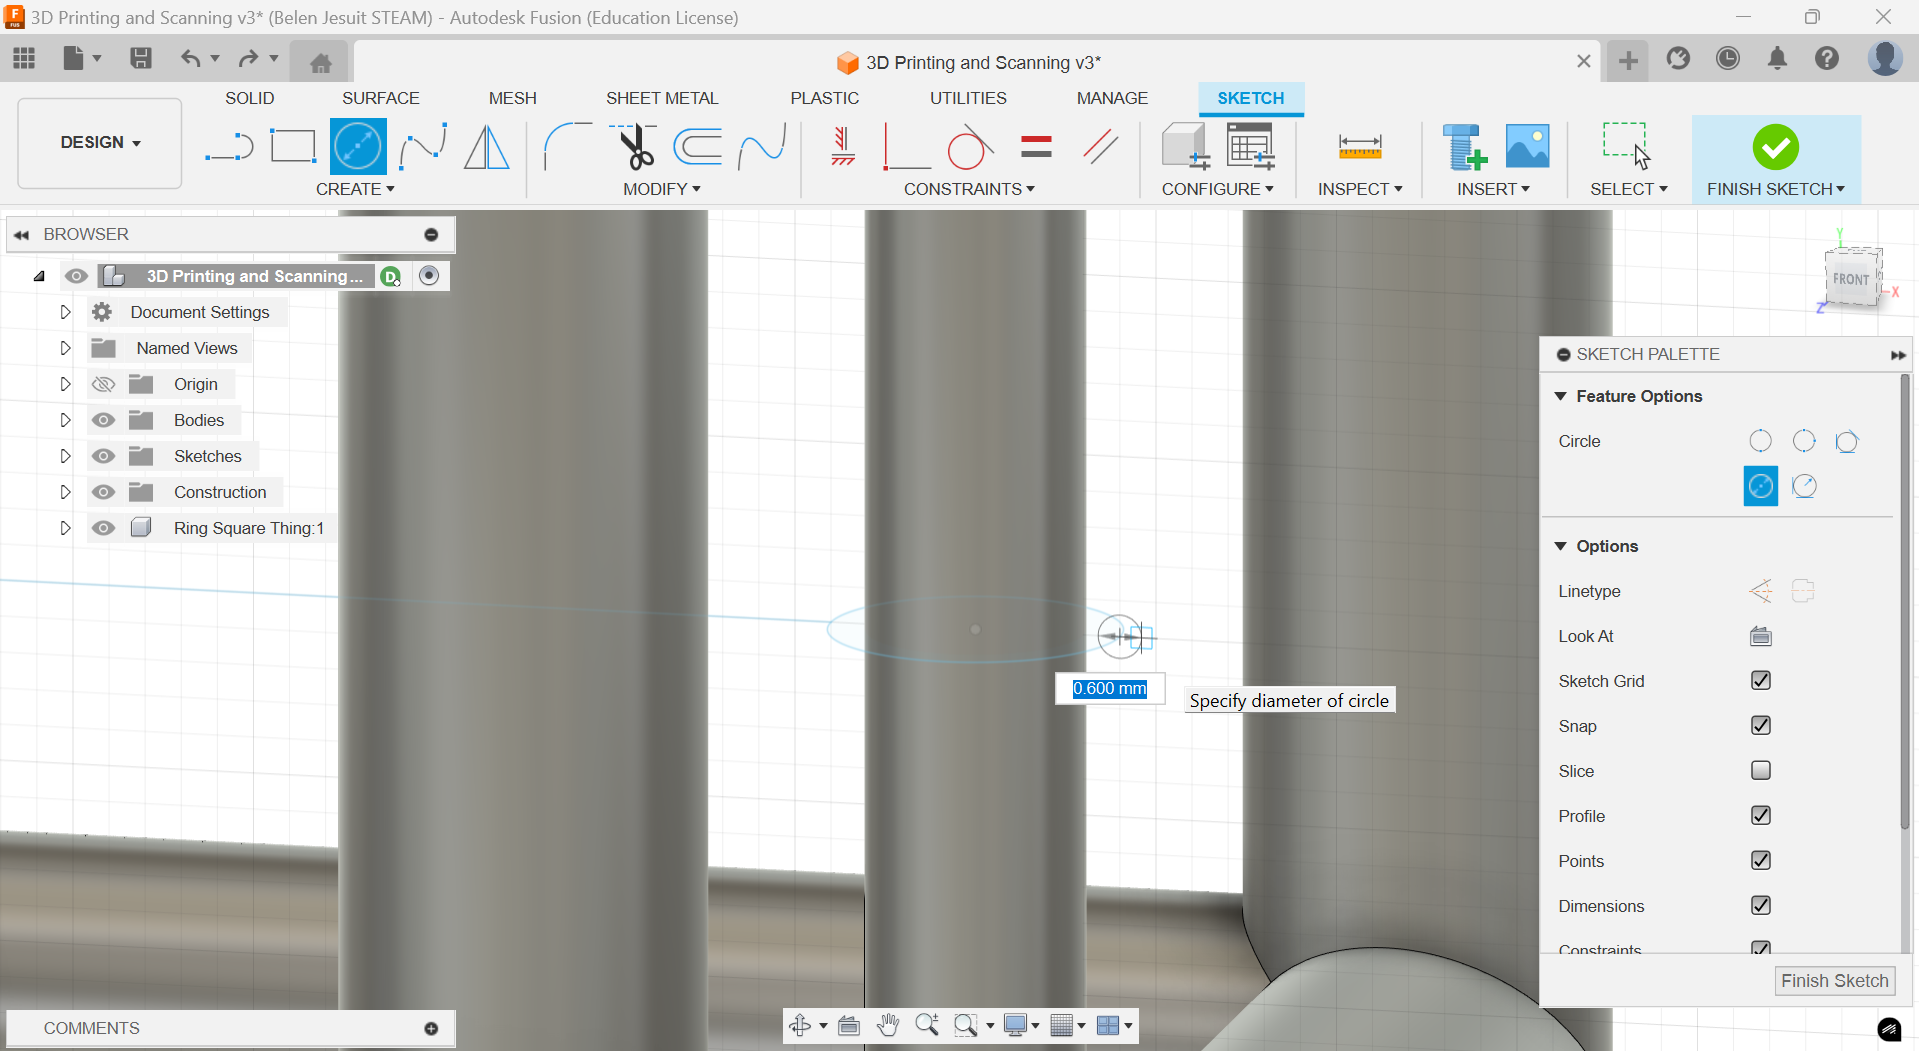 3D Printing and Scanning v3* (Belen Jesuit STEAM) - Autodesk Fusion (Education License)
3D Printing and Scanning v3*
SOLID SURFACE MESH SHEET METAL PLASTIC UTILITIES MANAGE SKETCH
DESIGN
CREATE MODIFY CONSTRAINTS CONFIGURE INSPECT INSERT SELECT FINISH SKETCH
BROWSER
3D Printing and Scanning...
D
Document Settings
Named Views
Origin
Bodies
Sketches
Construction
Ring Square Thing:1
Y
FRONT
X
Z
SKETCH PALETTE
Feature Options
Circle
Options
Linetype
Look At
Sketch Grid
Snap
Slice
Profile
Points
Dimensions
Constraints
Finish Sketch
0.600 mm
Specify diameter of circle
COMMENTS